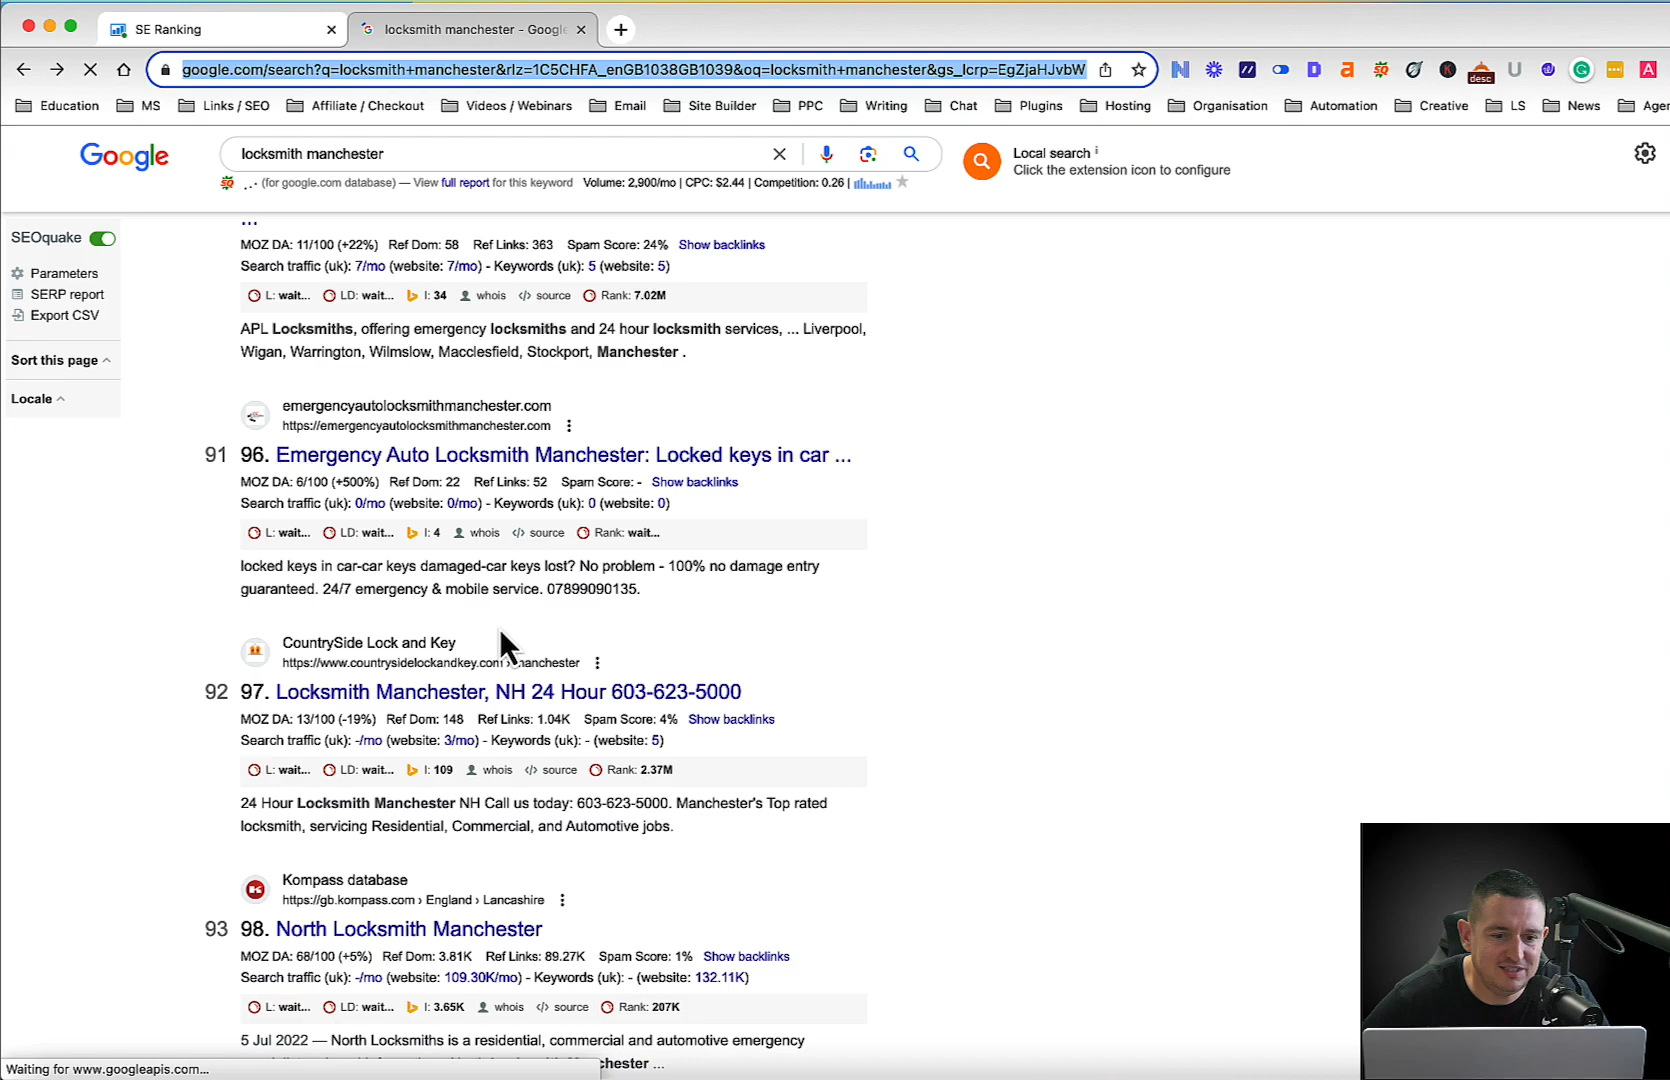 SE Ranking
locksmith manchester - Google
google.com/search?q=locksmith+manchester&rlz=1C5CHFA_enGB1038GB1039&oq=locksmith+manchester&gs_lcrp=EgZjaHJvbW
desc
Education
MS
Links / SEO
Affiliate / Checkout
Videos / Webinars
Email
Site Builder
PPC
Writing
Chat
Plugins
Hosting
Organisation
Automation
Creative
LS
News
Agen
Google
locksmith manchester
Local search i
Click the extension icon to configure
... (for google.com database) — View full report for this keyword Volume: 2,900/mo | CPC: $2.44 | Competition: 0.26 |
SEOquake
Parameters
SERP report
Export CSV
Sort this page
Locale
...
MOZ DA: 11/100 (+22%) Ref Dom: 58 Ref Links: 363 Spam Score: 24% Show backlinks
Search traffic (uk): 7/mo (website: 7/mo) - Keywords (uk): 5 (website: 5)
L: wait... LD: wait... I: 34 whois </> source Rank: 7.02M
APL Locksmiths, offering emergency locksmiths and 24 hour locksmith services, ... Liverpool,
Wigan, Warrington, Wilmslow, Macclesfield, Stockport, Manchester .
emergencyautolocksmithmanchester.com
https://emergencyautolocksmithmanchester.com
91 96. Emergency Auto Locksmith Manchester: Locked keys in car ...
MOZ DA: 6/100 (+500%) Ref Dom: 22 Ref Links: 52 Spam Score: - Show backlinks
Search traffic (uk): 0/mo (website: 0/mo) - Keywords (uk): 0 (website: 0)
L: wait... LD: wait... I: 4 whois </> source Rank: wait...
locked keys in car-car keys damaged-car keys lost? No problem - 100% no damage entry
guaranteed. 24/7 emergency & mobile service. 07899090135.
CountrySide Lock and Key
https://www.countrysidelockandkey.com › manchester
92 97. Locksmith Manchester, NH 24 Hour 603-623-5000
MOZ DA: 13/100 (-19%) Ref Dom: 148 Ref Links: 1.04K Spam Score: 4% Show backlinks
Search traffic (uk): -/mo (website: 3/mo) - Keywords (uk): - (website: 5)
L: wait... LD: wait... I: 109 whois </> source Rank: 2.37M
24 Hour Locksmith Manchester NH Call us today: 603-623-5000. Manchester's Top rated
locksmith, servicing Residential, Commercial, and Automotive jobs.
Kompass database
https://gb.kompass.com › England › Lancashire
93 98. North Locksmith Manchester
MOZ DA: 68/100 (+5%) Ref Dom: 3.81K Ref Links: 89.27K Spam Score: 1% Show backlinks
Search traffic (uk): -/mo (website: 109.30K/mo) - Keywords (uk): - (website: 132.11K)
L: wait... LD: wait... I: 3.65K whois </> source Rank: 207K
5 Jul 2022 — North Locksmiths is a residential, commercial and automotive emergency
chester ...
Waiting for www.googleapis.com...